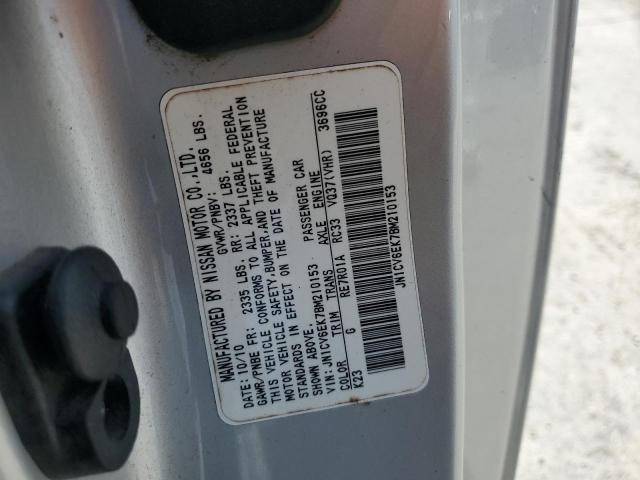 MANUFACTURED BY NISSAN MOTOR CO.,LTD.
GVWR/PNBV: 4656 LBS.
DATE: 10/10
GAWR/PNBE FR: 2335 LBS. RR: 2337 LBS.
THIS VEHICLE CONFORMS TO ALL APPLICABLE FEDERAL
MOTOR VEHICLE SAFETY,BUMPER,AND THEFT PREVENTION
STANDARDS IN EFFECT ON THE DATE OF MANUFACTURE
SHOWN ABOVE.
VIN: JN1CV6EK7BM210153 PASSENGER CAR
COLOR TRIM TRANS AXLE ENGINE
K23 G RE7R01A RC33 VQ37(VHR) 3696CC
JN1CV6EK7BM210153